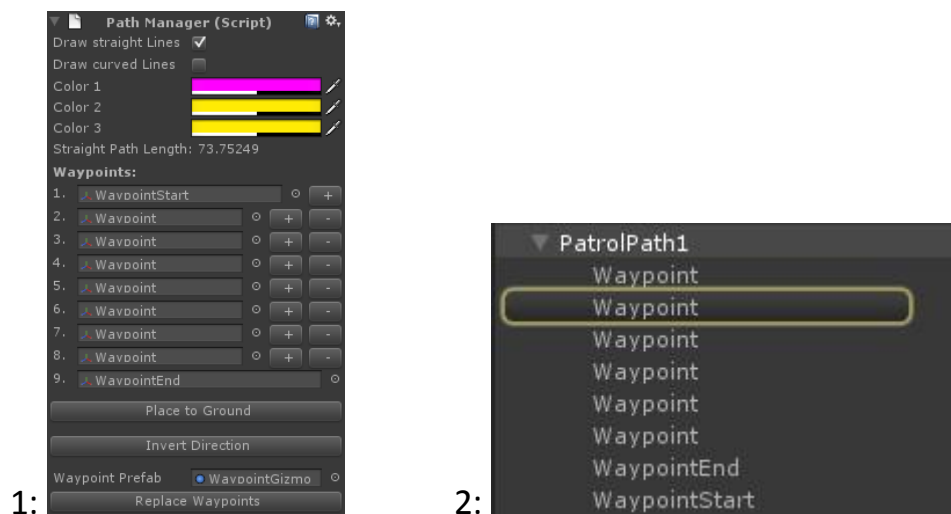 Path Manager (Script)
Draw straight Lines
Draw curved Lines
Color 1
Color 2
Color 3
Straight Path Length: 73.75249
Waypoints:
1. WaypointStart +
2. Waypoint + -
3. Waypoint + -
4. Waypoint + -
5. Waypoint + -
6. Waypoint + -
7. Waypoint + -
8. Waypoint + -
9. WaypointEnd
Place to Ground
Invert Direction
Waypoint Prefab WaypointGizmo
Replace Waypoints
1:
PatrolPath1
Waypoint
Waypoint
Waypoint
Waypoint
Waypoint
Waypoint
WaypointEnd
WaypointStart
2: